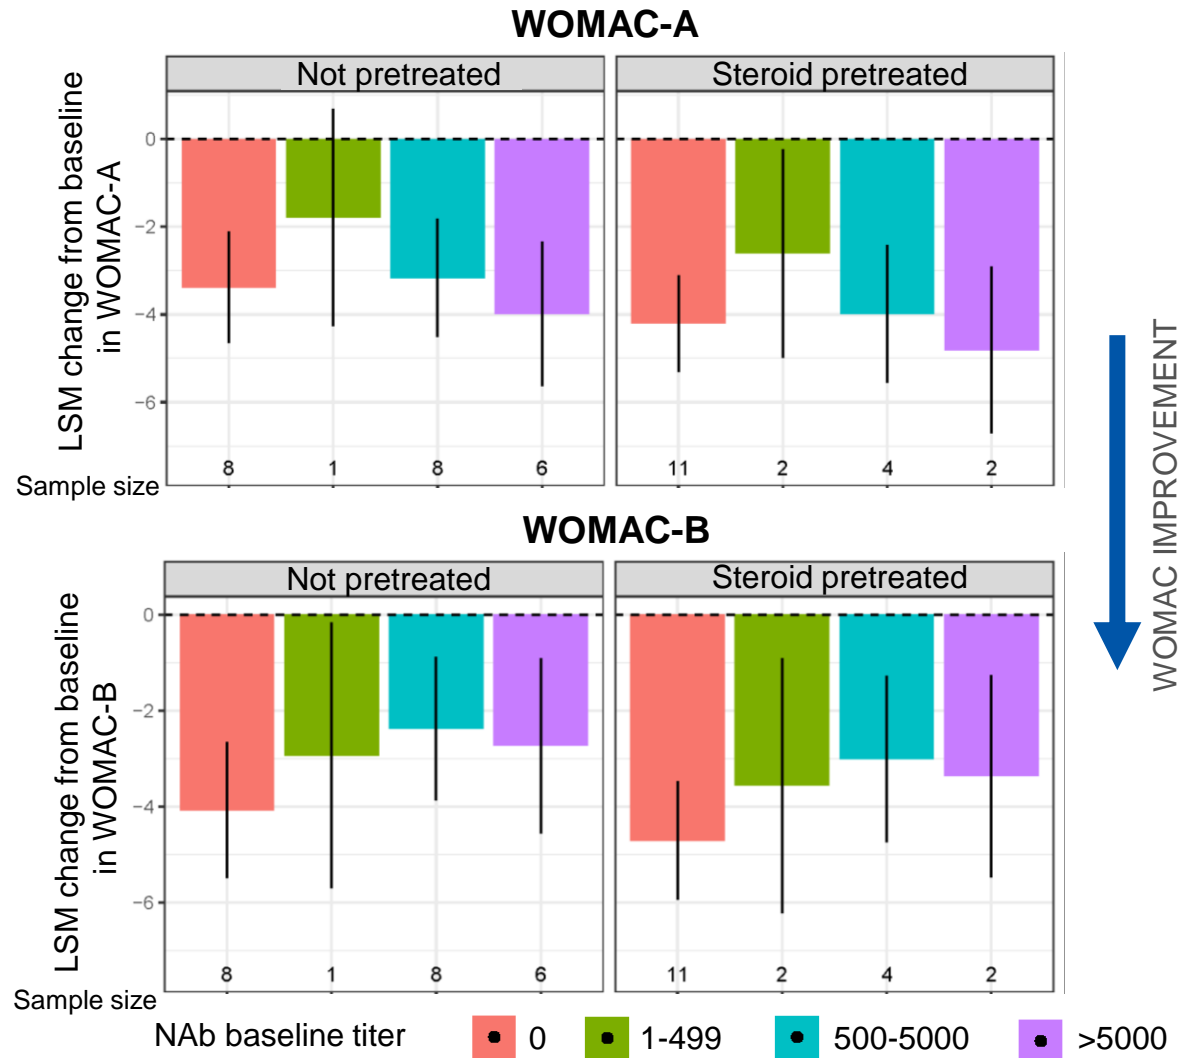 WOMAC-A
Not pretreated
Steroid pretreated
LSM change from baseline
in WOMAC-A
0
−2
−4
−6
8 1 8 6
11 2 4 2
Sample size
WOMAC-B
Not pretreated
Steroid pretreated
LSM change from baseline
in WOMAC-B
0
−2
−4
−6
8 1 8 6
11 2 4 2
Sample size
WOMAC IMPROVEMENT
NAb baseline titer 0 1-499 500-5000 >5000